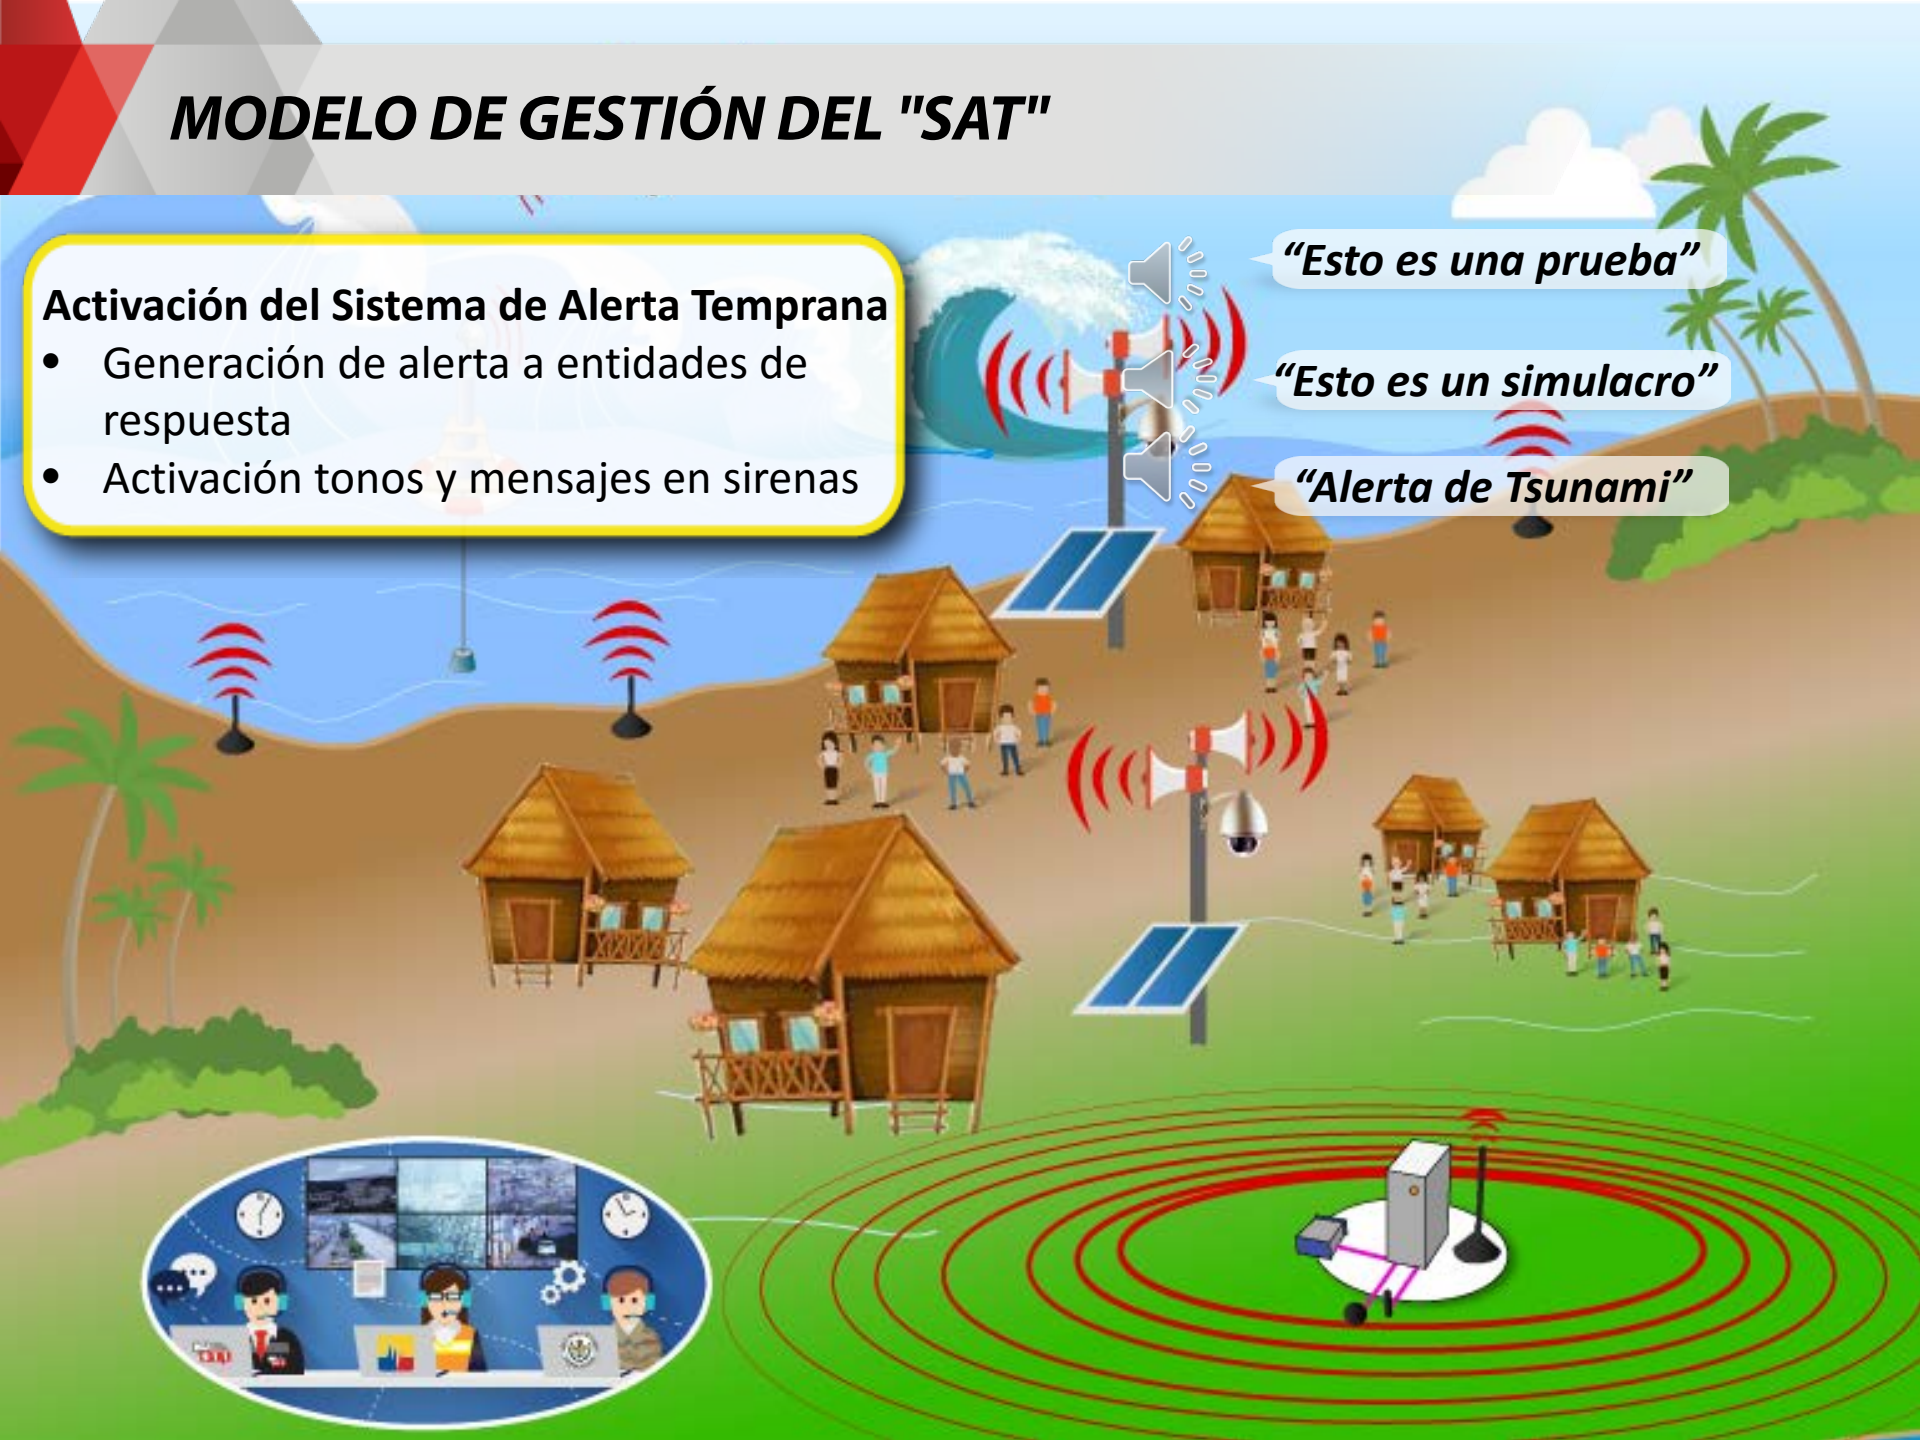 MODELO DE GESTIÓN DEL "SAT"
Activación del Sistema de Alerta Temprana
• Generación de alerta a entidades de
respuesta
• Activación tonos y mensajes en sirenas
“Esto es una prueba”
“Esto es un simulacro”
“Alerta de Tsunami”